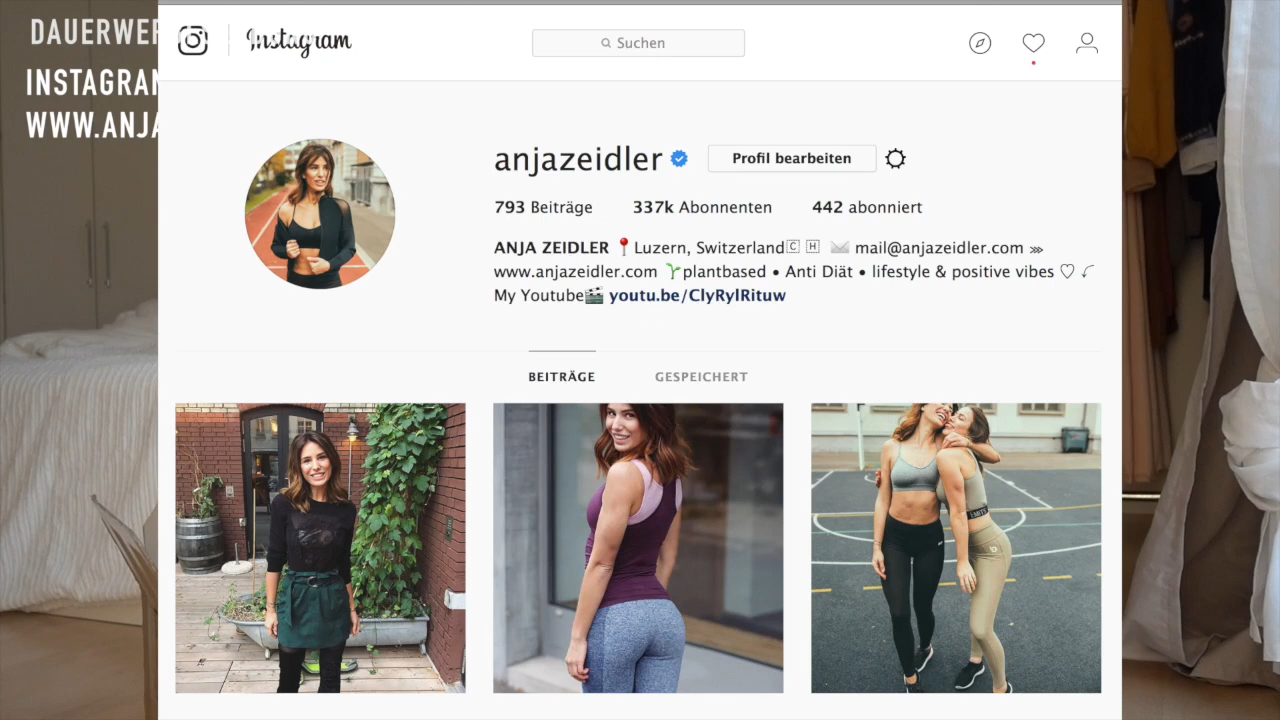 DAUERWER
INSTAGRAM
WWW.ANJA
Instagram
Suchen
anjazeidler
Profil bearbeiten
793 Beiträge 337k Abonnenten 442 abonniert
ANJA ZEIDLER 📍Luzern, Switzerland🇨 🇭 ✉️ mail@anjazeidler.com ⋙
www.anjazeidler.com 🌱plantbased • Anti Diät • lifestyle & positive vibes ♡ ⤹
My Youtube🎬 youtu.be/ClyRylRituw
BEITRÄGE GESPEICHERT